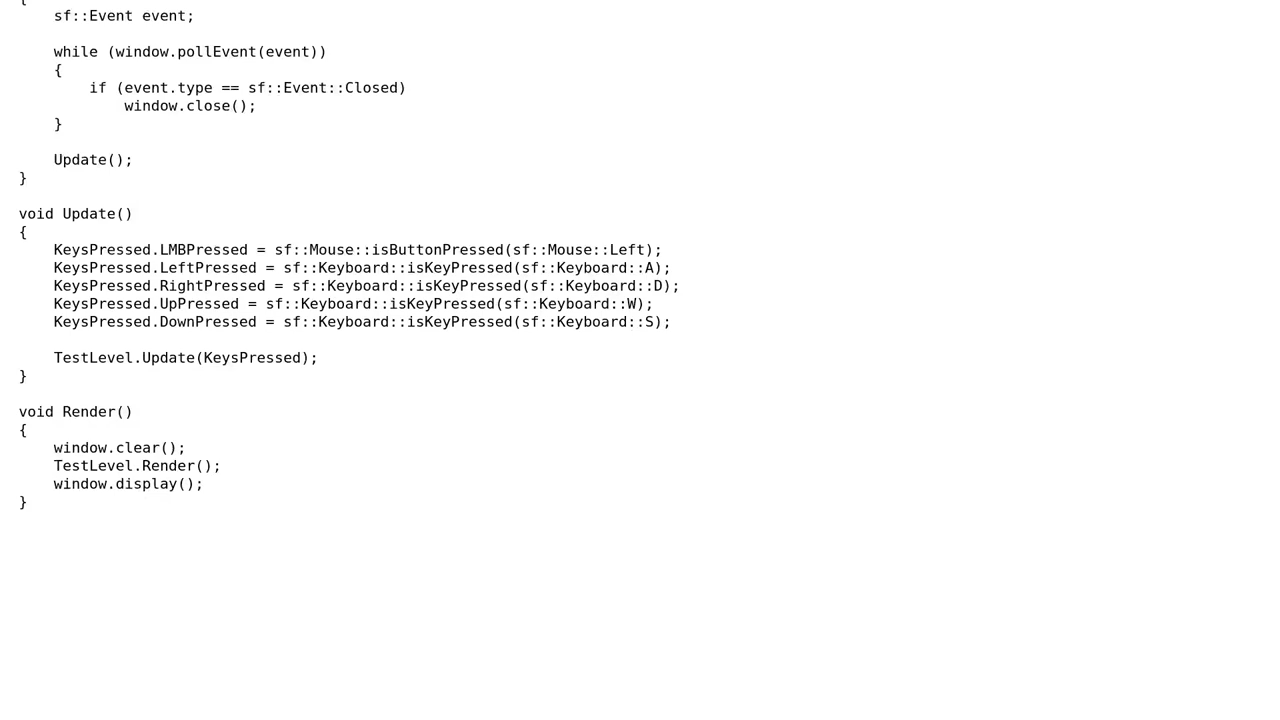 {
    sf::Event event;

    while (window.pollEvent(event))
    {
        if (event.type == sf::Event::Closed)
            window.close();
    }

    Update();
}

void Update()
{
    KeysPressed.LMBPressed = sf::Mouse::isButtonPressed(sf::Mouse::Left);
    KeysPressed.LeftPressed = sf::Keyboard::isKeyPressed(sf::Keyboard::A);
    KeysPressed.RightPressed = sf::Keyboard::isKeyPressed(sf::Keyboard::D);
    KeysPressed.UpPressed = sf::Keyboard::isKeyPressed(sf::Keyboard::W);
    KeysPressed.DownPressed = sf::Keyboard::isKeyPressed(sf::Keyboard::S);

    TestLevel.Update(KeysPressed);
}

void Render()
{
    window.clear();
    TestLevel.Render();
    window.display();
}